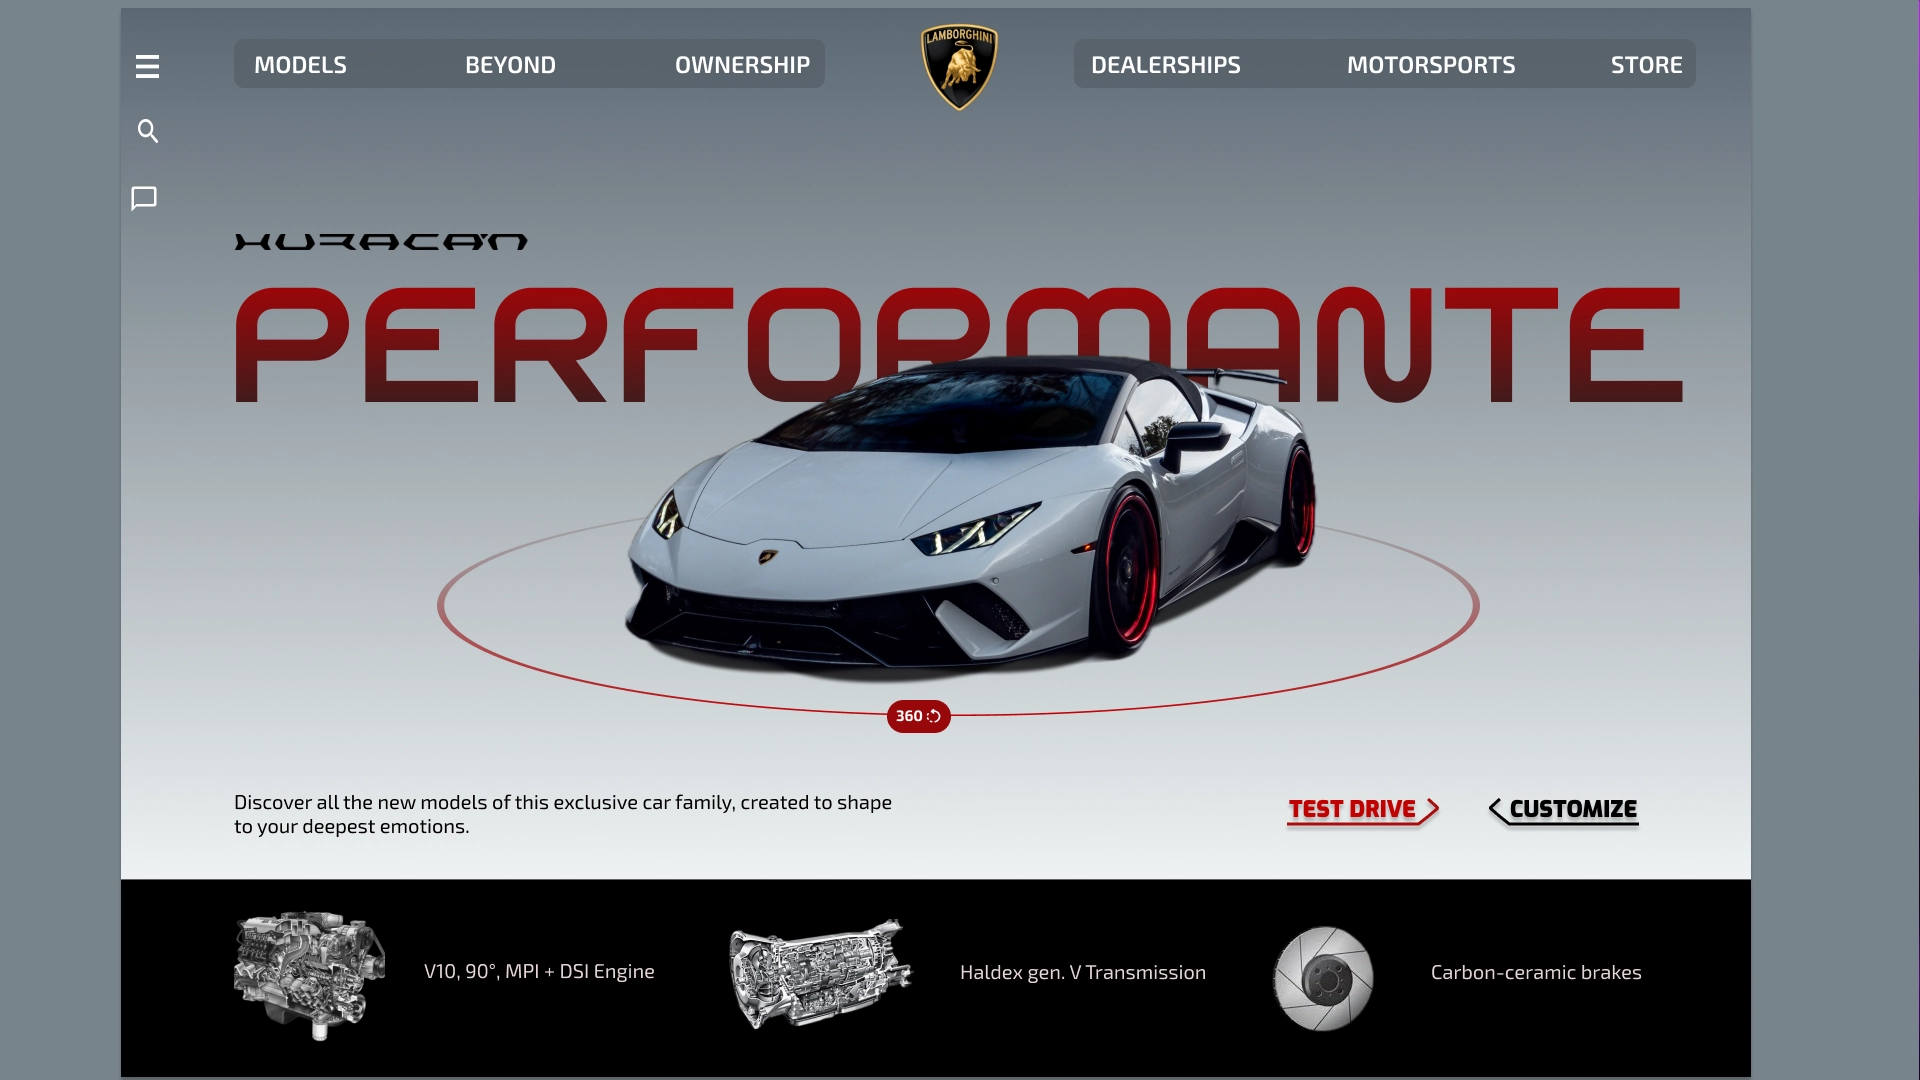 MODELS BEYOND OWNERSHIP LAMBORGHINI DEALERSHIPS MOTORSPORTS STORE
HURACÁN
PERFORMANTE
360
Discover all the new models of this exclusive car family, created to shape
to your deepest emotions.
TEST DRIVE CUSTOMIZE
V10, 90°, MPI + DSI Engine
Haldex gen. V Transmission
Carbon-ceramic brakes